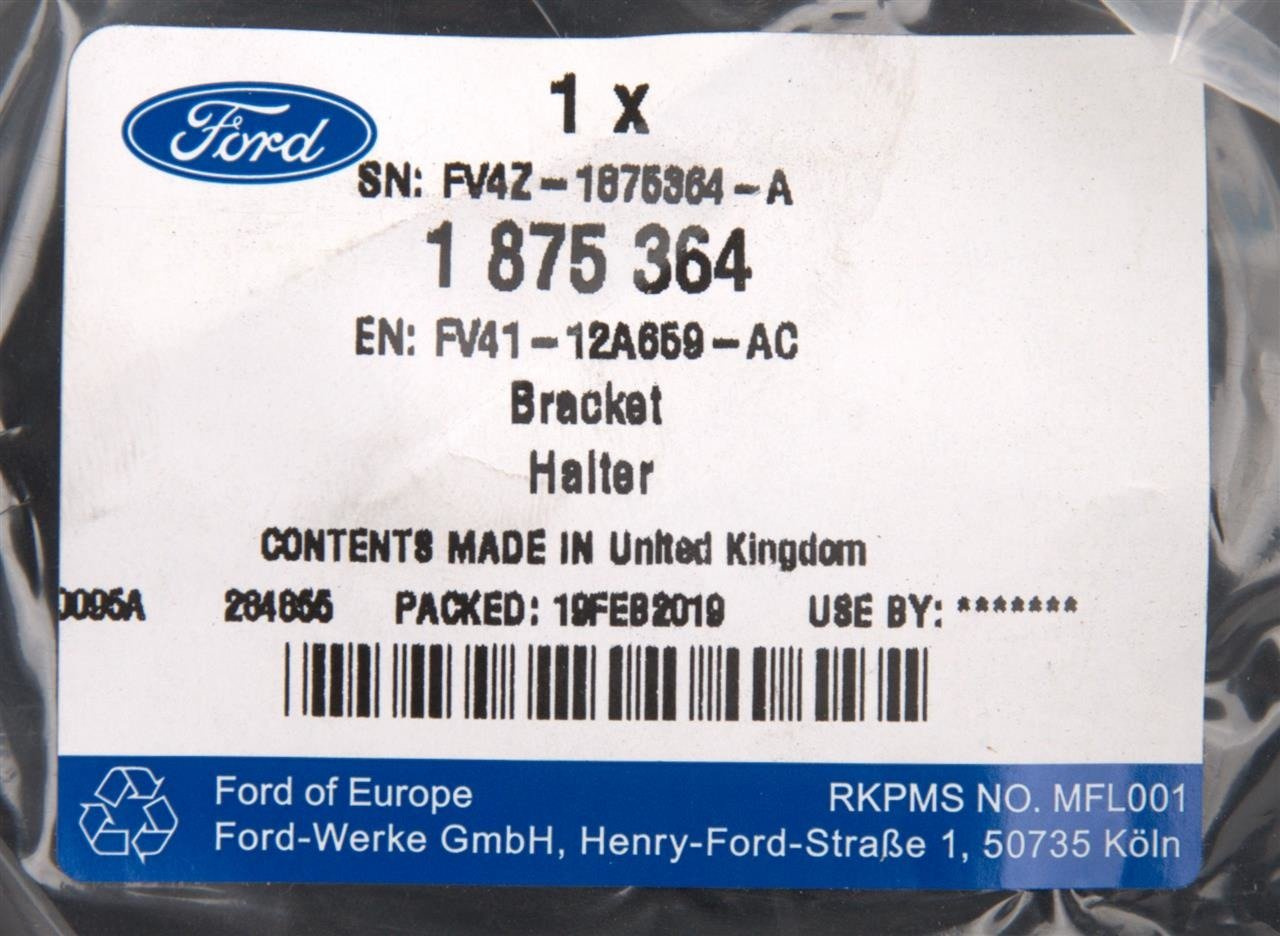 Ford
1 x
SN: FV4Z-1875364-A
1 875 364
EN: FV41-12A659-AC
Bracket
Halter
CONTENTS MADE IN United Kingdom
PACKED: 19FEB2019 USE BY: *******
Ford of Europe RKPMS NO. MFL001
Ford-Werke GmbH, Henry-Ford-Straße 1, 50735 Köln